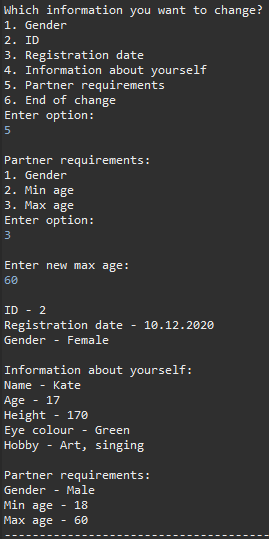 Which information you want to change?
1. Gender
2. ID
3. Registration date
4. Information about yourself
5. Partner requirements
6. End of change
Enter option:
5
Partner requirements:
1. Gender
2. Min age
3. Max age
Enter option:
3
Enter new max age:
60
ID - 2
Registration date - 10.12.2020
Gender - Female
Information about yourself:
Name - Kate
Age - 17
Height - 170
Eye colour - Green
Hobby - Art, singing
Partner requirements:
Gender - Male
Min age - 18
Max age - 60
----------------------------------------